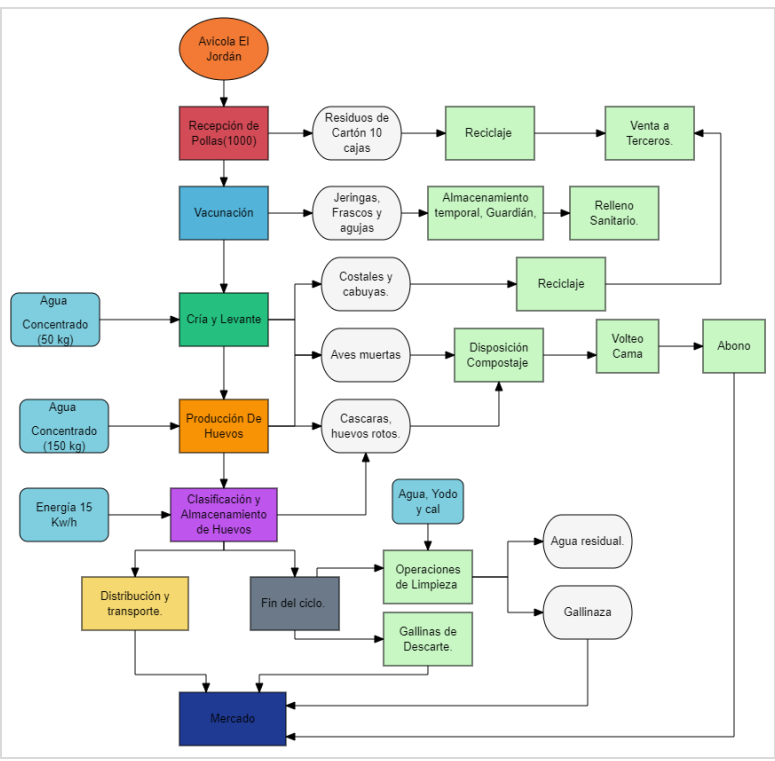 Avicola El
Jordán
Recepción de
Pollas(1000)
Residuos de
Cartón 10
cajas
Reciclaje
Venta a
Terceros.
Vacunación
Jeringas,
Frascos y
agujas
Almacenamiento
temporal, Guardián,
Relleno
Sanitario.
Agua
Concentrado
(50 kg)
Cría y Levante
Costales y
cabuyas.
Reciclaje
Aves muertas
Disposición
Compostaje
Volteo
Cama
Abono
Agua
Concentrado
(150 kg)
Producción De
Huevos
Cascaras,
huevos rotos.
Energía 15
Kw/h
Clasificación y
Almacenamiento
de Huevos
Agua, Yodo
y cal
Agua residual.
Distribución y
transporte.
Fin del ciclo.
Operaciones
de Limpieza
Gallinaza
Gallinas de
Descarte.
Mercado